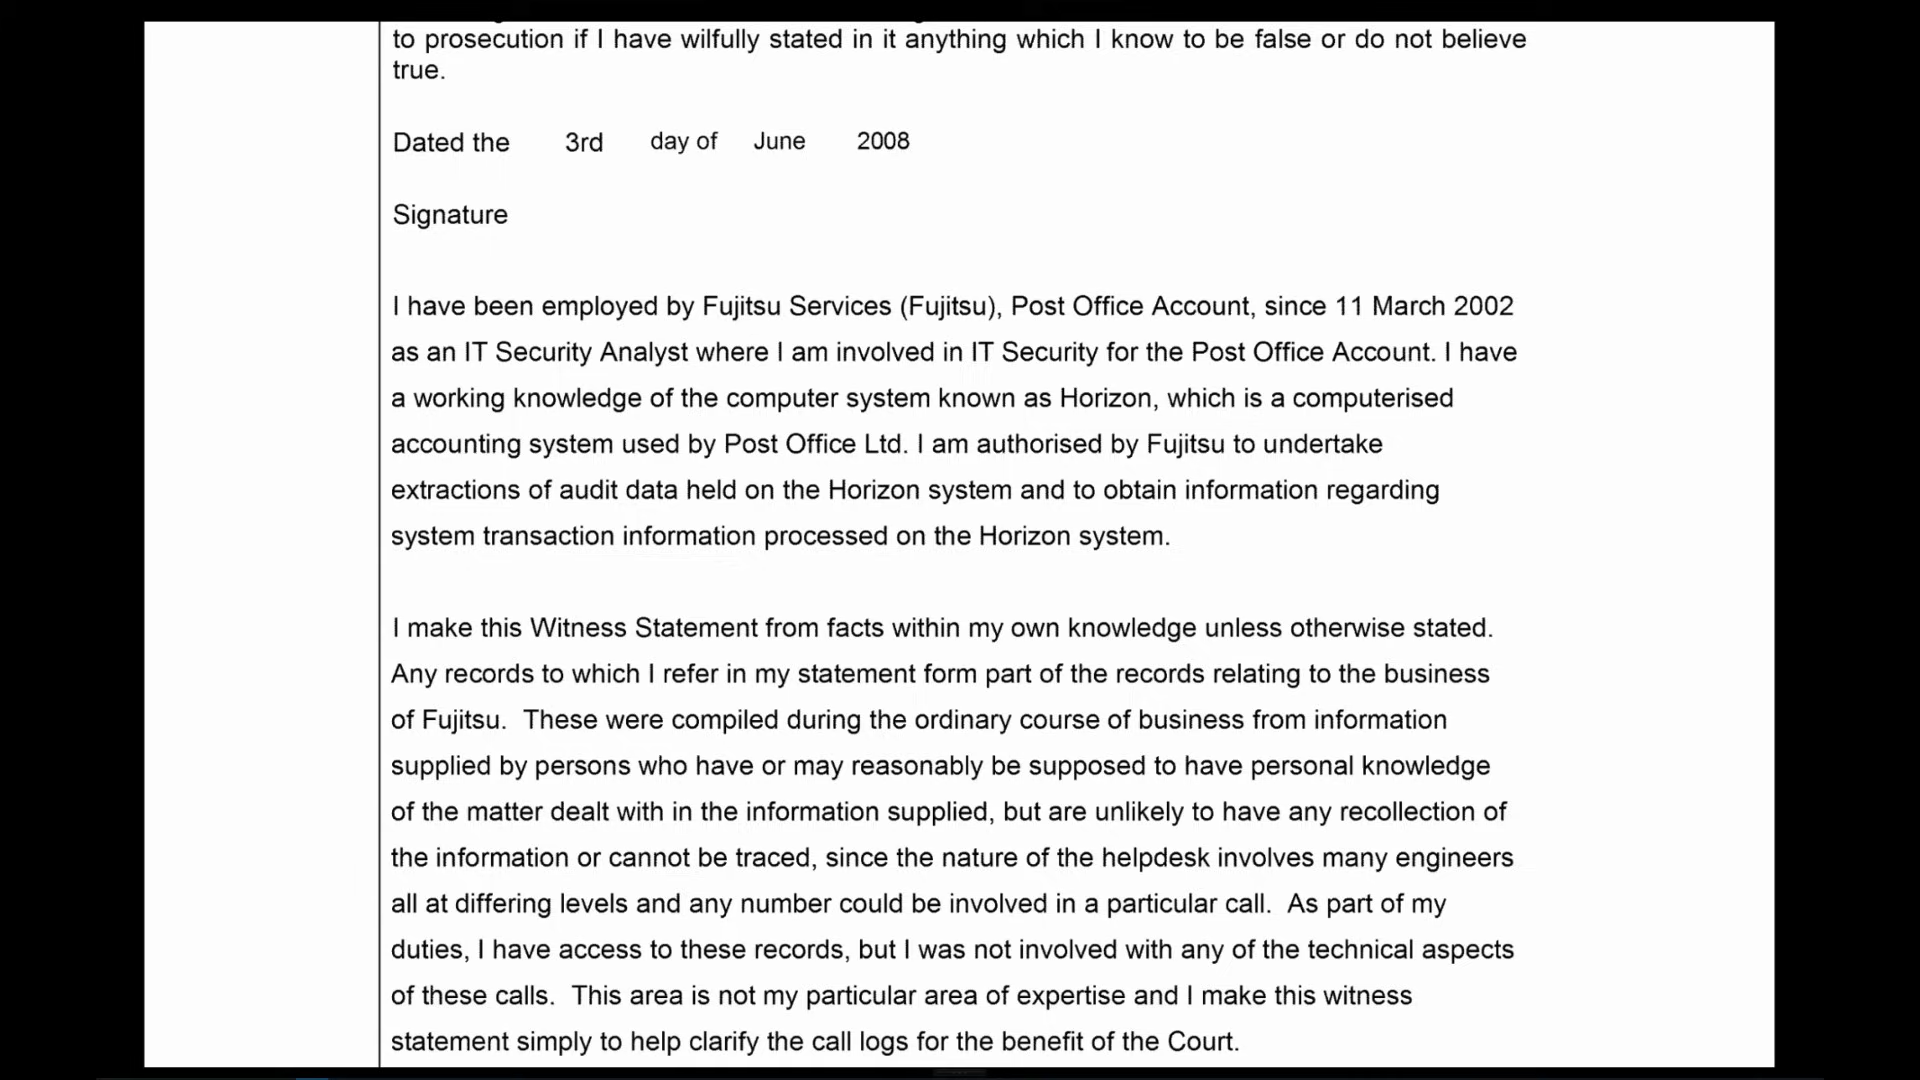 to prosecution if I have wilfully stated in it anything which I know to be false or do not believe
true.
Dated the 3rd day of June 2008
Signature
I have been employed by Fujitsu Services (Fujitsu), Post Office Account, since 11 March 2002
as an IT Security Analyst where I am involved in IT Security for the Post Office Account. I have
a working knowledge of the computer system known as Horizon, which is a computerised
accounting system used by Post Office Ltd. I am authorised by Fujitsu to undertake
extractions of audit data held on the Horizon system and to obtain information regarding
system transaction information processed on the Horizon system.
I make this Witness Statement from facts within my own knowledge unless otherwise stated.
Any records to which I refer in my statement form part of the records relating to the business
of Fujitsu.  These were compiled during the ordinary course of business from information
supplied by persons who have or may reasonably be supposed to have personal knowledge
of the matter dealt with in the information supplied, but are unlikely to have any recollection of
the information or cannot be traced, since the nature of the helpdesk involves many engineers
all at differing levels and any number could be involved in a particular call.  As part of my
duties, I have access to these records, but I was not involved with any of the technical aspects
of these calls.  This area is not my particular area of expertise and I make this witness
statement simply to help clarify the call logs for the benefit of the Court.